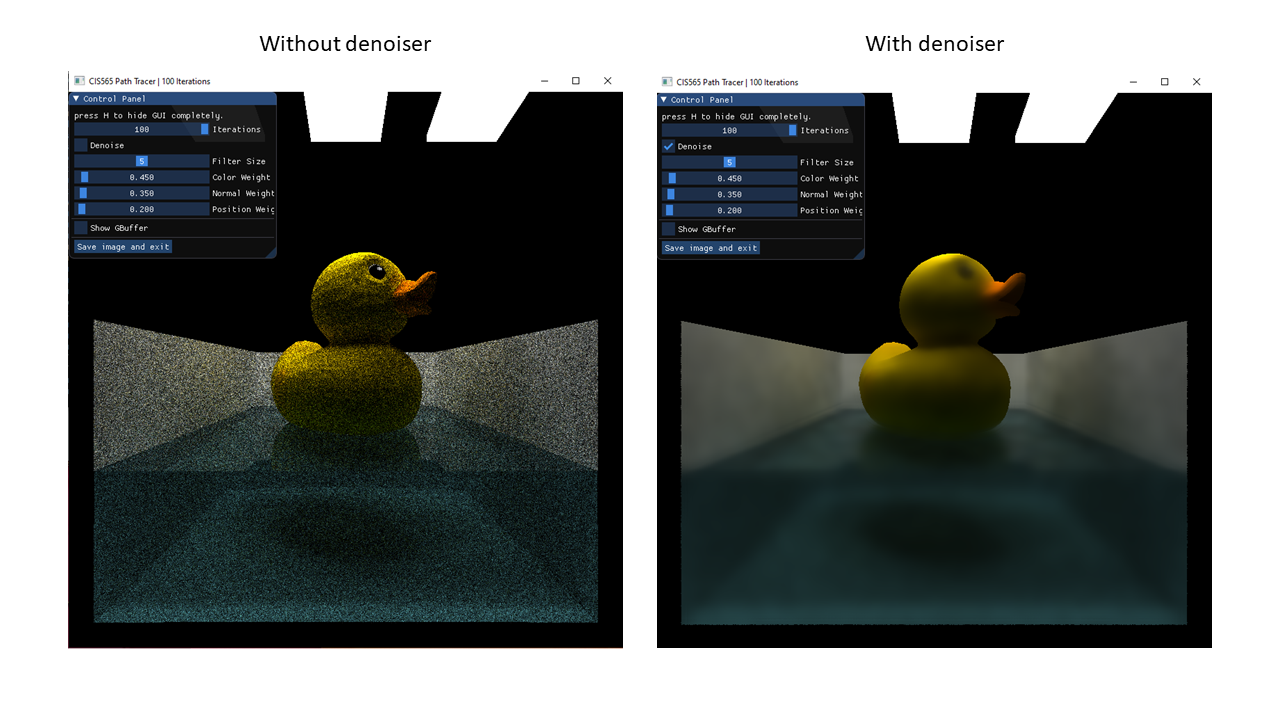 Without denoiser
With denoiser
CIS565 Path Tracer | 100 Iterations
▼ Control Panel
press H to hide GUI completely.
100 Iterations
Denoise
5 Filter Size
0.450 Color Weight
0.350 Normal Weight
0.200 Position Weig
Show GBuffer
Save image and exit
CIS565 Path Tracer | 100 Iterations
▼ Control Panel
press H to hide GUI completely.
100 Iterations
Denoise
5 Filter Size
0.450 Color Weight
0.350 Normal Weight
0.200 Position Weig
Show GBuffer
Save image and exit